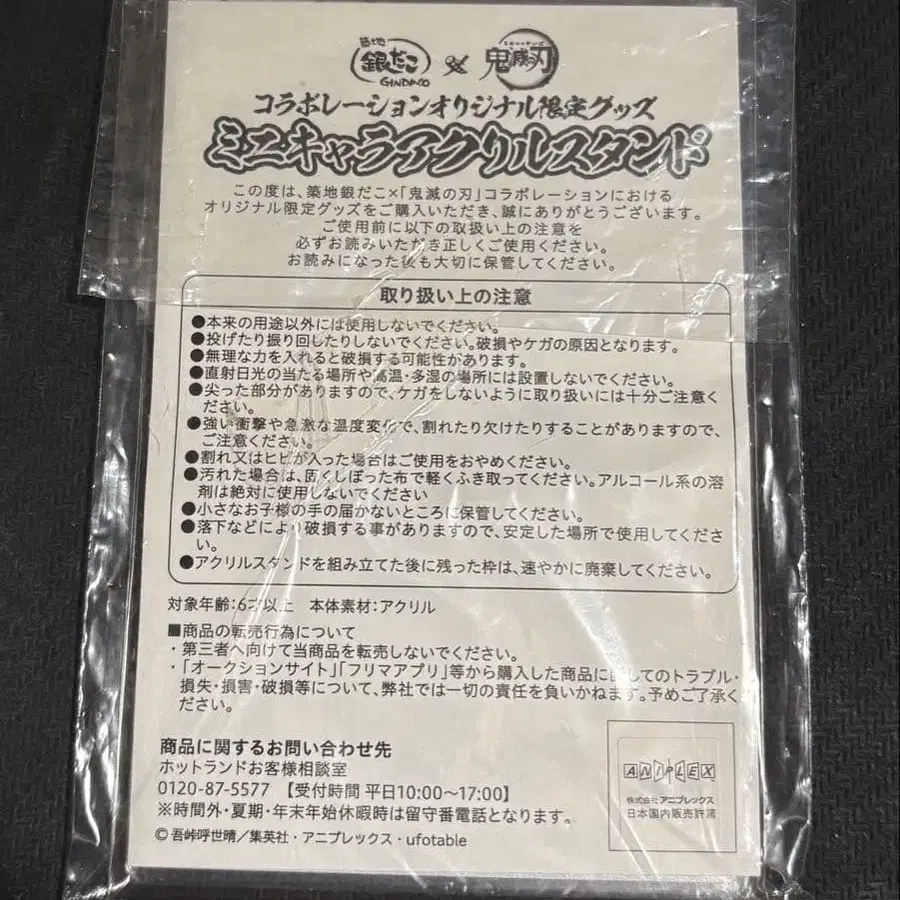 築地
銀だこ
GINDACO
×
鬼滅の刃
コラボレーションオリジナル限定グッズ
ミニキャラアクリルスタンド
この度は、築地銀だこ×「鬼滅の刃」コラボレーションにおける
オリジナル限定グッズをご購入いただき、誠にありがとうございます。
ご使用前に以下の取扱い上の注意を
必ずお読みいただき正しくご使用ください。
お読みになった後も大切に保管してください。
取り扱い上の注意
●本来の用途以外には使用しないでください。
●投げたり振り回したりしないでください。破損やケガの原因となります。
●無理な力を入れると破損する可能性があります。
●直射日光の当たる場所や高温・多湿の場所には設置しないでください。
●尖った部分がありますので、ケガをしないように取り扱いには十分ご注意く
ださい。
●強い衝撃や急激な温度変化で、割れたり欠けたりすることがありますので、
ご注意ください。
●割れ又はヒビが入った場合はご使用をおやめください。
●汚れた場合は、固くしぼった布で軽くふき取ってください。アルコール系の溶
剤は絶対に使用しないでください
●小さなお子様の手の届かないところに保管してください。
●落下などにより破損する事がありますので、安定した場所で使用してくださ
い。
●アクリルスタンドを組み立てた後に残った枠は、速やかに廃棄してください。
対象年齢:6才以上 本体素材:アクリル
■商品の転売行為について
・第三者へ向けて当商品を転売しないでください。
・「オークションサイト」「フリマアプリ」等から購入した商品に関してのトラブル・
損失・損害・破損等について、弊社では一切の責任を負いかねます。予めご了承く
ださい。
商品に関するお問い合わせ先
ホットランドお客様相談室
0120-87-5577 【受付時間 平日10:00〜17:00】
※時間外・夏期・年末年始休暇時は留守番電話となります。
©吾峠呼世晴／集英社・アニプレックス・ufotable
ANIPLEX
株式会社アニプレックス
日本国内販売許諾